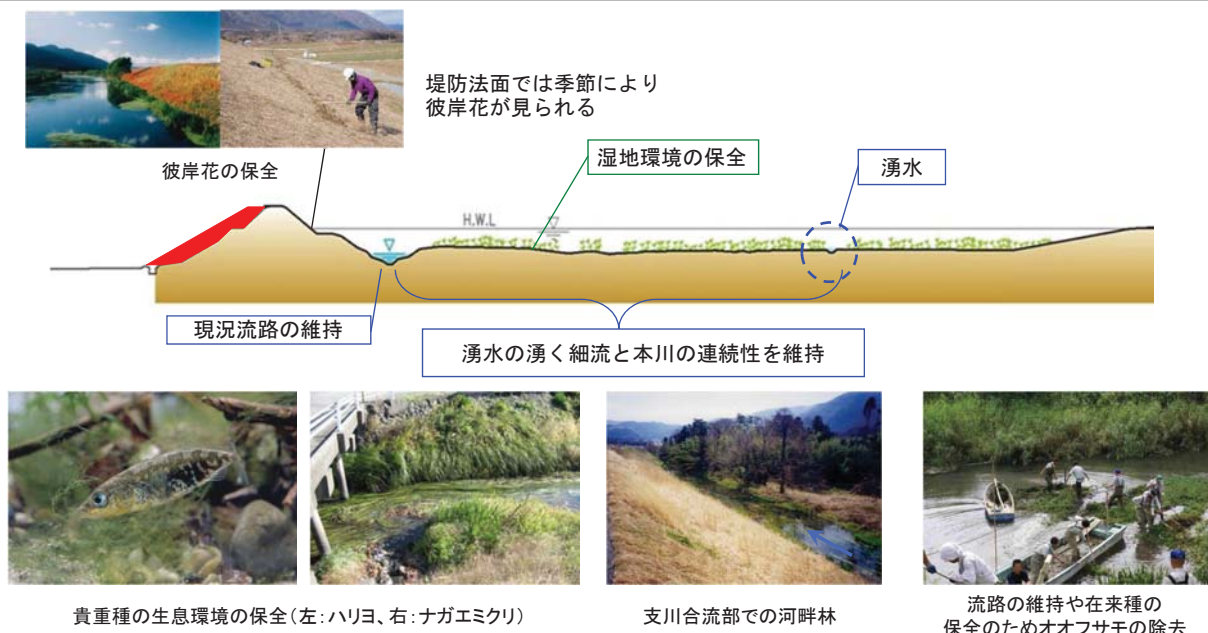 堤防法面では季節により
彼岸花が見られる
彼岸花の保全
湿地環境の保全
湧水
H.W.L
現況流路の維持
湧水の湧く細流と本川の連続性を維持
貴重種の生息環境の保全(左:ハリヨ、右:ナガエミクリ)
支川合流部での河畔林
流路の維持や在来種の
保全のためオオフサモの除去